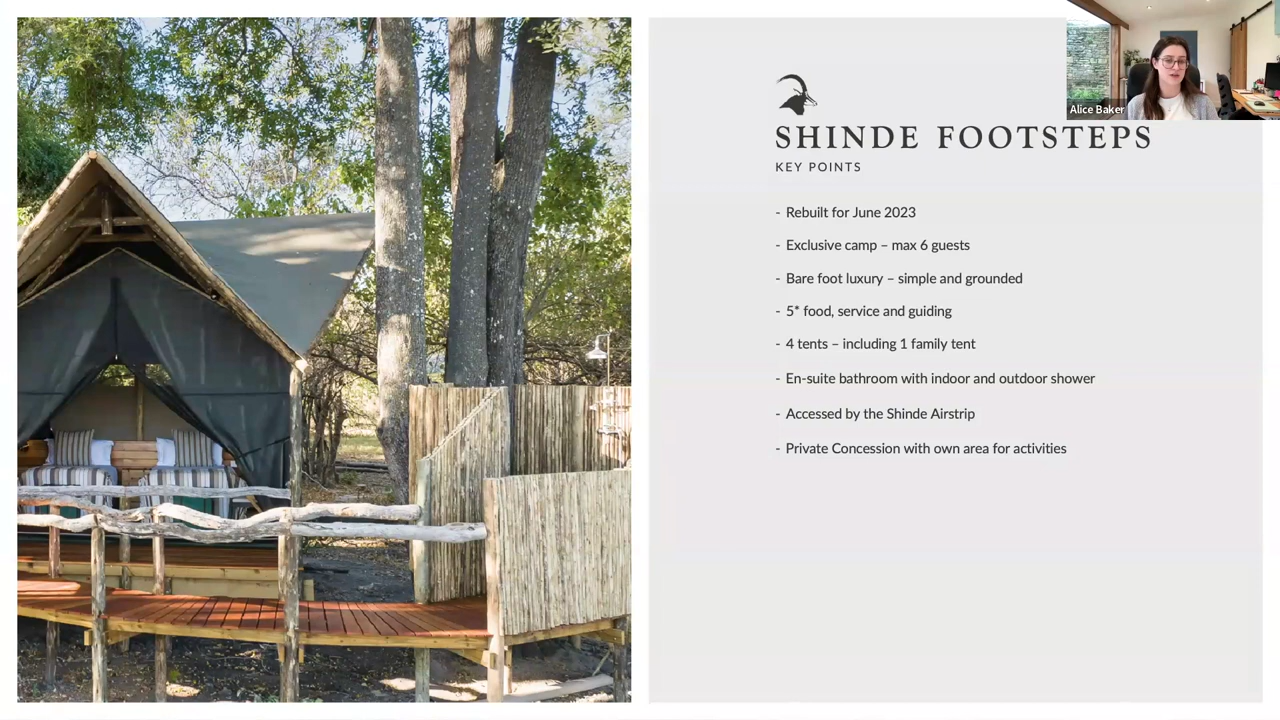 Alice Baker
SHINDE FOOTSTEPS
KEY POINTS
- Rebuilt for June 2023
- Exclusive camp – max 6 guests
- Bare foot luxury – simple and grounded
- 5* food, service and guiding
- 4 tents – including 1 family tent
- En-suite bathroom with indoor and outdoor shower
- Accessed by the Shinde Airstrip
- Private Concession with own area for activities